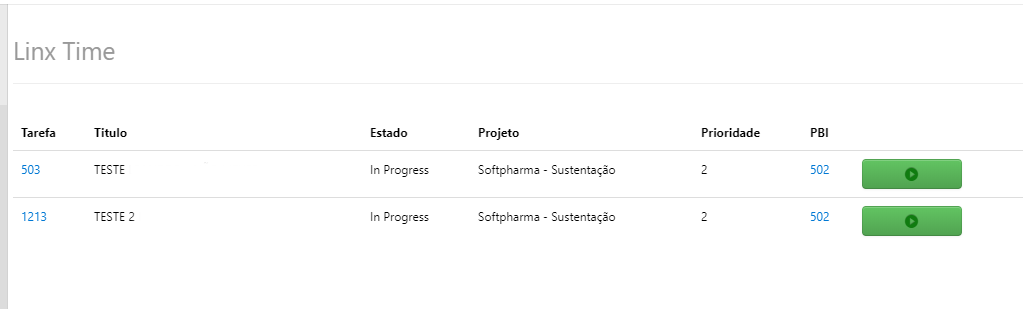 Linx Time
Tarefa Titulo Estado Projeto Prioridade PBI
503 TESTE In Progress Softpharma - Sustentação 2 502
1213 TESTE 2 In Progress Softpharma - Sustentação 2 502